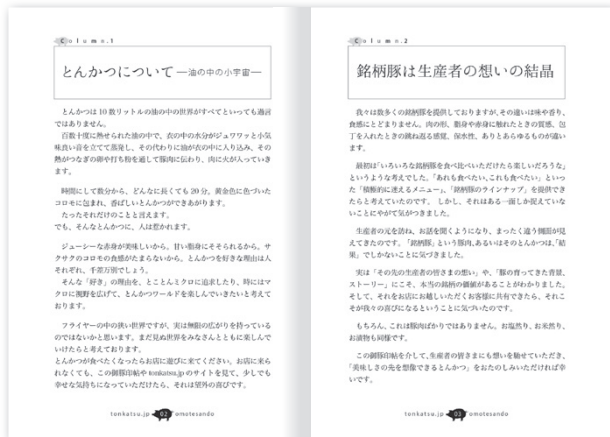 Colume.1
とんかつについて ―油の中の小宇宙―
とんかつは10数リットルの油の中の世界がすべてといっても過言
ではありません。
百数十度に熱せられた油の中で、衣の中の水分がジュワワッと小気
味良い音を立てて蒸発し、その代わりに油が衣の中に入り込み、その
熱がつなぎの卵や打ち粉を通して豚肉に伝わり、肉に火が入っていき
ます。
時間にして数分から、どんなに長くても20分。黄金色に色づいた
コロモに包まれ、香ばしいとんかつができあがります。
たったそれだけのことと言えます。
でも、そんなとんかつに、人は惹かれます。
ジューシーな赤身が美味しいから。甘い脂身にそそられるから。サ
クサクのコロモの食感がたまらないから。とんかつを好きな理由は人
それぞれ、千差万別でしょう。
そんな「好き」の理由を、とことんミクロに追求したり、時にはマ
クロに視野を広げて、とんかつワールドを楽しんでいきたいと考えて
おります。
フライヤーの中の狭い世界ですが、実は無限の広がりを持っている
のではないかと思います。まだ見ぬ世界をみなさんとともに楽しんで
いけたらと考えております。
とんかつが食べたくなったらお店に遊びに来てください。お店に来ら
れなくても、この御豚印帖やtonkatsu.jpのサイトを見て、少しでも
幸せな気持ちになっていただけたら、それは望外の喜びです。
tonkatsu.jp 02 omotesando
Colume.2
銘柄豚は生産者の想いの結晶
我々は数多くの銘柄豚を提供しておりますが、その違いは味や香り、
食感にとどまりません。肉の形、脂身や赤身に触れたときの質感、包
丁を入れたときの跳ね返る感覚、保水性。ありとあらゆるものが違い
ます。
最初は「いろいろな銘柄豚を食べ比べいただけたら楽しいだろうな」
というような考えでした。「あれも食べたい、これも食べたい」といっ
た「積極的に迷えるメニュー」、「銘柄豚のラインナップ」を提供でき
たらと考えていたのです。 しかし、それはある一面しか捉えていな
いことにやがて気がつきました。
生産者の元を訪ね、お話を聞くようになり、まったく違う側面が見
えてきたのです。「銘柄豚」という豚肉、あるいはそのとんかつは、「結
果」でしかないことに気づきました。
実は「その先の生産者の皆さまの想い」や、「豚の育ってきた背景、
ストーリー」にこそ、本当の銘柄の価値があることがわかりました。
そして、それをお店にお越しいただくお客様に共有できたら、それこ
そが我々の喜びになるということに気づいたのです。
もちろん、これは豚肉ばかりではありません。お塩然り、お米然り、
お漬物も同様です。
この御豚印帖を介して、生産者の皆さまにも想いを馳せていただき、
「美味しさの先を想像できるとんかつ」をおたのしみいただければ幸
いです。
tonkatsu.jp 03 omotesando